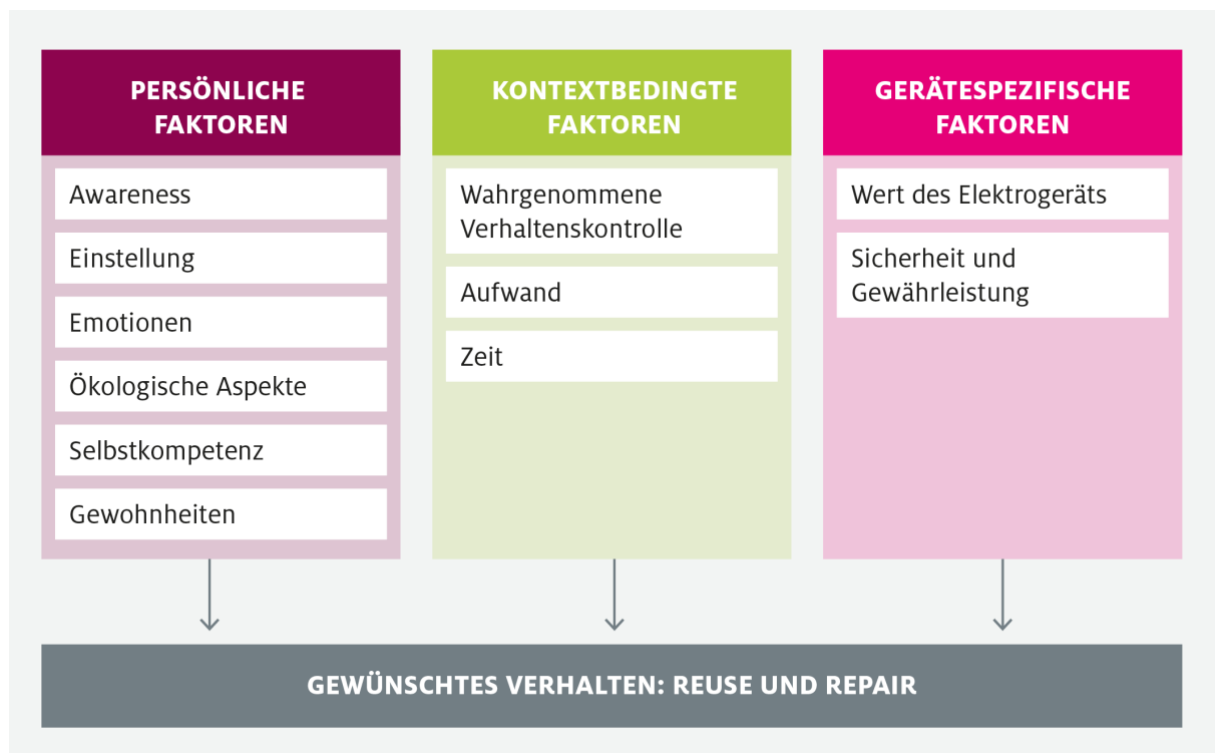 PERSÖNLICHE
FAKTOREN
Awareness
Einstellung
Emotionen
Ökologische Aspekte
Selbstkompetenz
Gewohnheiten
KONTEXTBEDINGTE
FAKTOREN
Wahrgenommene
Verhaltenskontrolle
Aufwand
Zeit
GERÄTESPEZIFISCHE
FAKTOREN
Wert des Elektrogeräts
Sicherheit und
Gewährleistung
GEWÜNSCHTES VERHALTEN: REUSE UND REPAIR